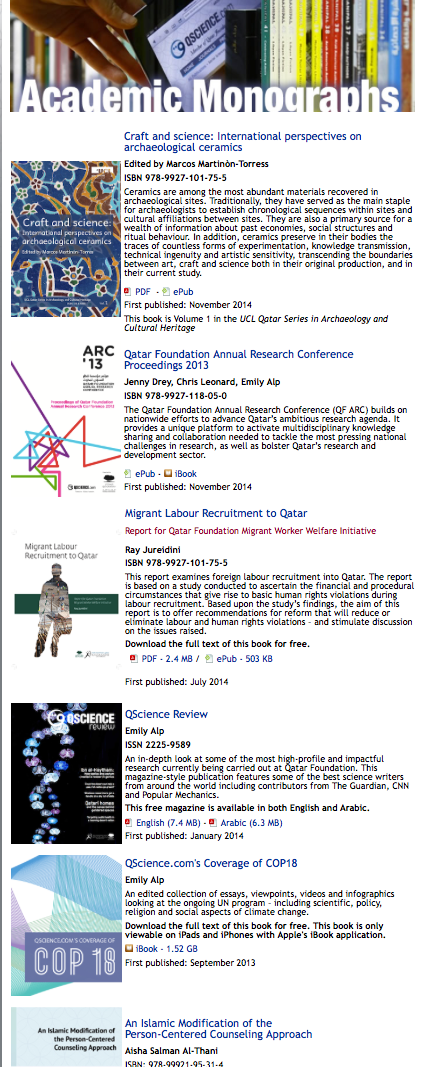 QSCIENCE.COM
Academic Monographs
Craft and science: International perspectives on
archaeological ceramics
Edited by Marcos Martinòn-Torress
ISBN 978-9927-101-75-5
Ceramics are among the most abundant materials recovered in
archaeological sites. Traditionally, they have served as the main staple
for archaeologists to establish chronological sequences within sites and
cultural affiliations between sites. They are also a primary source for a
wealth of information about past economies, social structures and
ritual behaviour. In addition, ceramics preserve in their bodies the
traces of countless forms of experimentation, knowledge transmission,
technical ingenuity and artistic sensitivity, transcending the boundaries
between art, craft and science both in their original production, and in
their current study.
PDF - ePub
First published: November 2014
This book is Volume 1 in the UCL Qatar Series in Archaeology and
Cultural Heritage
Craft and science:
International perspectives on
archaeological ceramics
Edited by Marcos Martinón-Torres
Qatar Foundation Annual Research Conference
Proceedings 2013
Jenny Drey, Chris Leonard, Emily Alp
ISBN 978-9927-118-05-0
The Qatar Foundation Annual Research Conference (QF ARC) builds on
nationwide efforts to advance Qatar's ambitious research agenda. It
provides a unique platform to activate multidisciplinary knowledge
sharing and collaboration needed to tackle the most pressing national
challenges in research, as well as bolster Qatar's research and
development sector.
ePub - iBook
First published: November 2014
ARC
'13
Proceedings of Qatar Foundation
Annual Research Conference 2013
Migrant Labour Recruitment to Qatar
Report for Qatar Foundation Migrant Worker Welfare Initiative
Ray Jureidini
ISBN 978-9927-101-75-5
This report examines foreign labour recruitment into Qatar. The report
is based on a study conducted to ascertain the financial and procedural
circumstances that give rise to basic human rights violations during
labour recruitment. Based upon the study's findings, the aim of this
report is to offer recommendations for reform that will reduce or
eliminate labour and human rights violations - and stimulate discussion
on the issues raised.
Download the full text of this book for free.
PDF - 2.4 MB / ePub - 503 KB
First published: July 2014
Migrant Labour
Recruitment to Qatar
QScience Review
Emily Alp
ISSN 2225-9589
An in-depth look at some of the most high-profile and impactful
research currently being carried out at Qatar Foundation. This
magazine-style publication features some of the best science writers
from around the world including contributors from The Guardian, CNN
and Popular Mechanics.
This free magazine is available in both English and Arabic.
English (7.4 MB) - Arabic (6.3 MB)
First published: January 2014
QSCIENCE
review
Ibn al-Haytham:
Qatari homes
QScience.com's Coverage of COP18
Emily Alp
An edited collection of essays, viewpoints, videos and infographics
looking at the ongoing UN program - including scientific, policy,
religion and social aspects of climate change.
Download the full text of this book for free. This book is only
viewable on iPads and iPhones with Apple's iBook application.
iBook - 1.52 GB
First published: September 2013
QSCIENCE.COM'S COVERAGE OF
COP 18
An Islamic Modification of the
Person-Centered Counseling Approach
Aisha Salman Al-Thani
ISBN: 978-99921-95-31-4
An Islamic Modification of
the Person-Centered
Counseling Approach